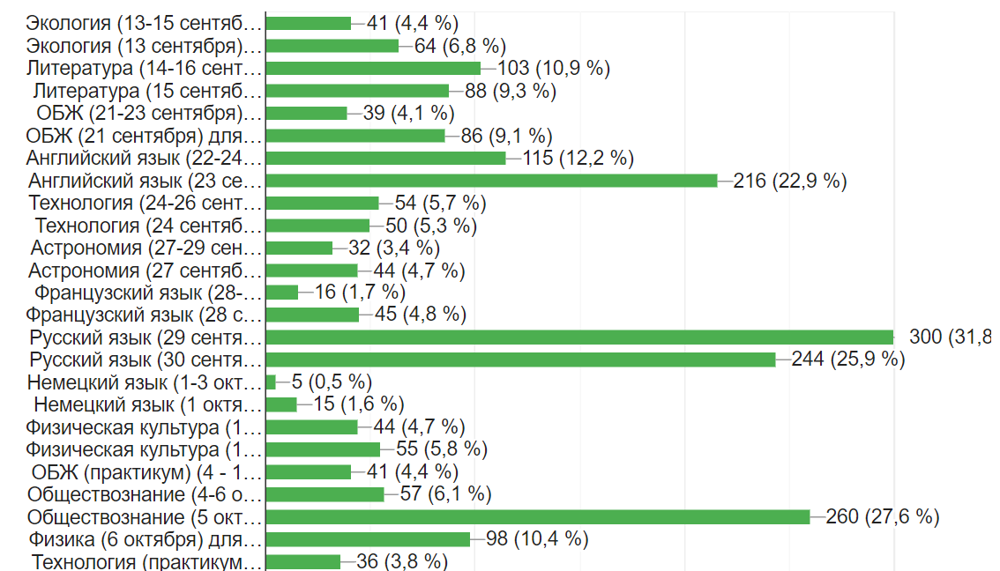 Экология (13-15 сентяб… 41 (4,4 %)
Экология (13 сентября)… 64 (6,8 %)
Литература (14-16 сент… 103 (10,9 %)
Литература (15 сентяб… 88 (9,3 %)
ОБЖ (21-23 сентября)… 39 (4,1 %)
ОБЖ (21 сентября) для… 86 (9,1 %)
Английский язык (22-24… 115 (12,2 %)
Английский язык (23 се… 216 (22,9 %)
Технология (24-26 сент… 54 (5,7 %)
Технология (24 сентяб… 50 (5,3 %)
Астрономия (27-29 сен… 32 (3,4 %)
Астрономия (27 сентяб… 44 (4,7 %)
Французский язык (28-… 16 (1,7 %)
Французский язык (28 с… 45 (4,8 %)
Русский язык (29 сентя… 300 (31,8
Русский язык (30 сентя… 244 (25,9 %)
Немецкий язык (1-3 окт… 5 (0,5 %)
Немецкий язык (1 октя… 15 (1,6 %)
Физическая культура (1… 44 (4,7 %)
Физическая культура (1… 55 (5,8 %)
ОБЖ (практикум) (4 - 1… 41 (4,4 %)
Обществознание (4-6 о… 57 (6,1 %)
Обществознание (5 окт… 260 (27,6 %)
Физика (6 октября) для… 98 (10,4 %)
Технология (практикум… 36 (3,8 %)